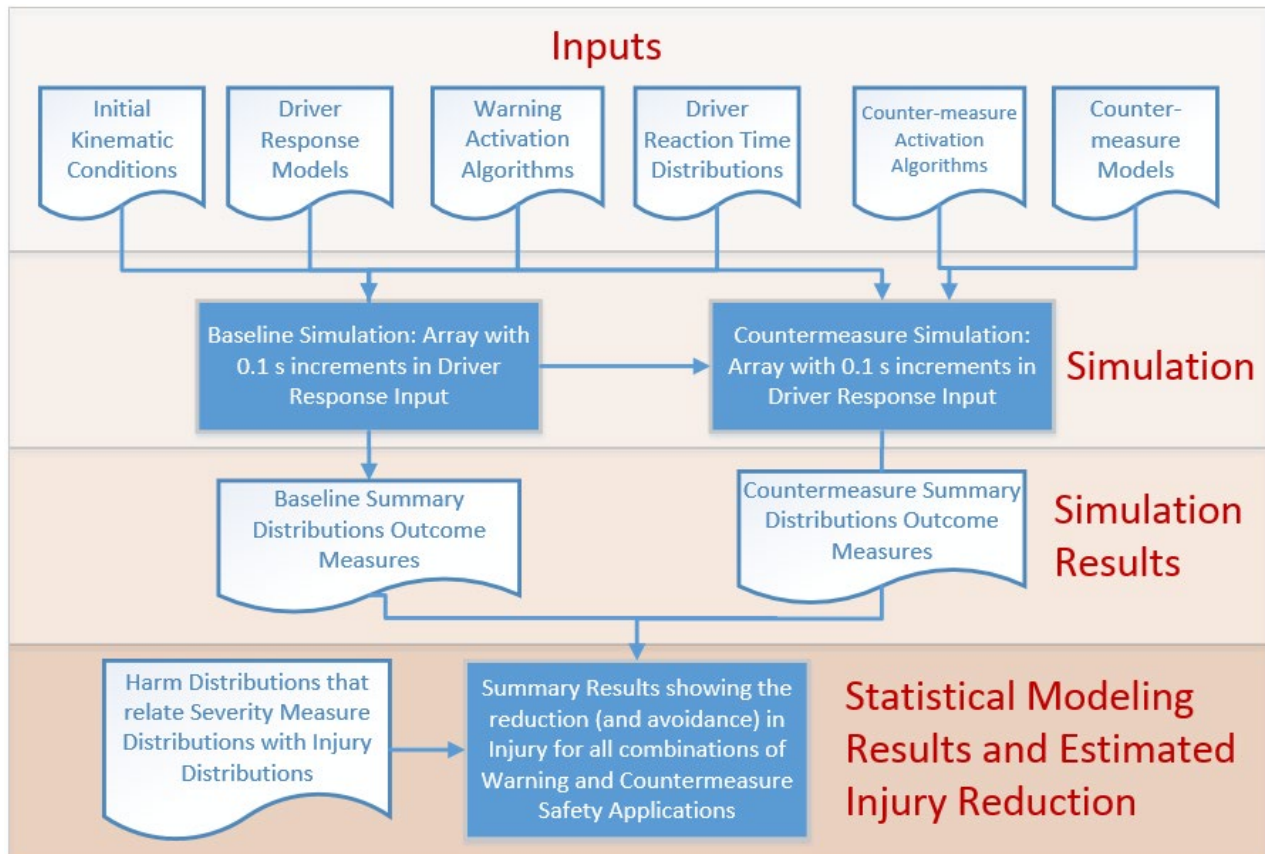 Inputs
Initial
Kinematic
Conditions
Driver
Response
Models
Warning
Activation
Algorithms
Driver
Reaction Time
Distributions
Counter-measure
Activation
Algorithms
Counter-
measure
Models
Baseline Simulation: Array with
0.1 s increments in Driver
Response Input
Countermeasure Simulation:
Array with 0.1 s increments in
Driver Response Input
Simulation
Baseline Summary
Distributions Outcome
Measures
Countermeasure Summary
Distributions Outcome
Measures
Simulation
Results
Harm Distributions that
relate Severity Measure
Distributions with Injury
Distributions
Summary Results showing the
reduction (and avoidance) in
Injury for all combinations of
Warning and Countermeasure
Safety Applications
Statistical Modeling
Results and Estimated
Injury Reduction